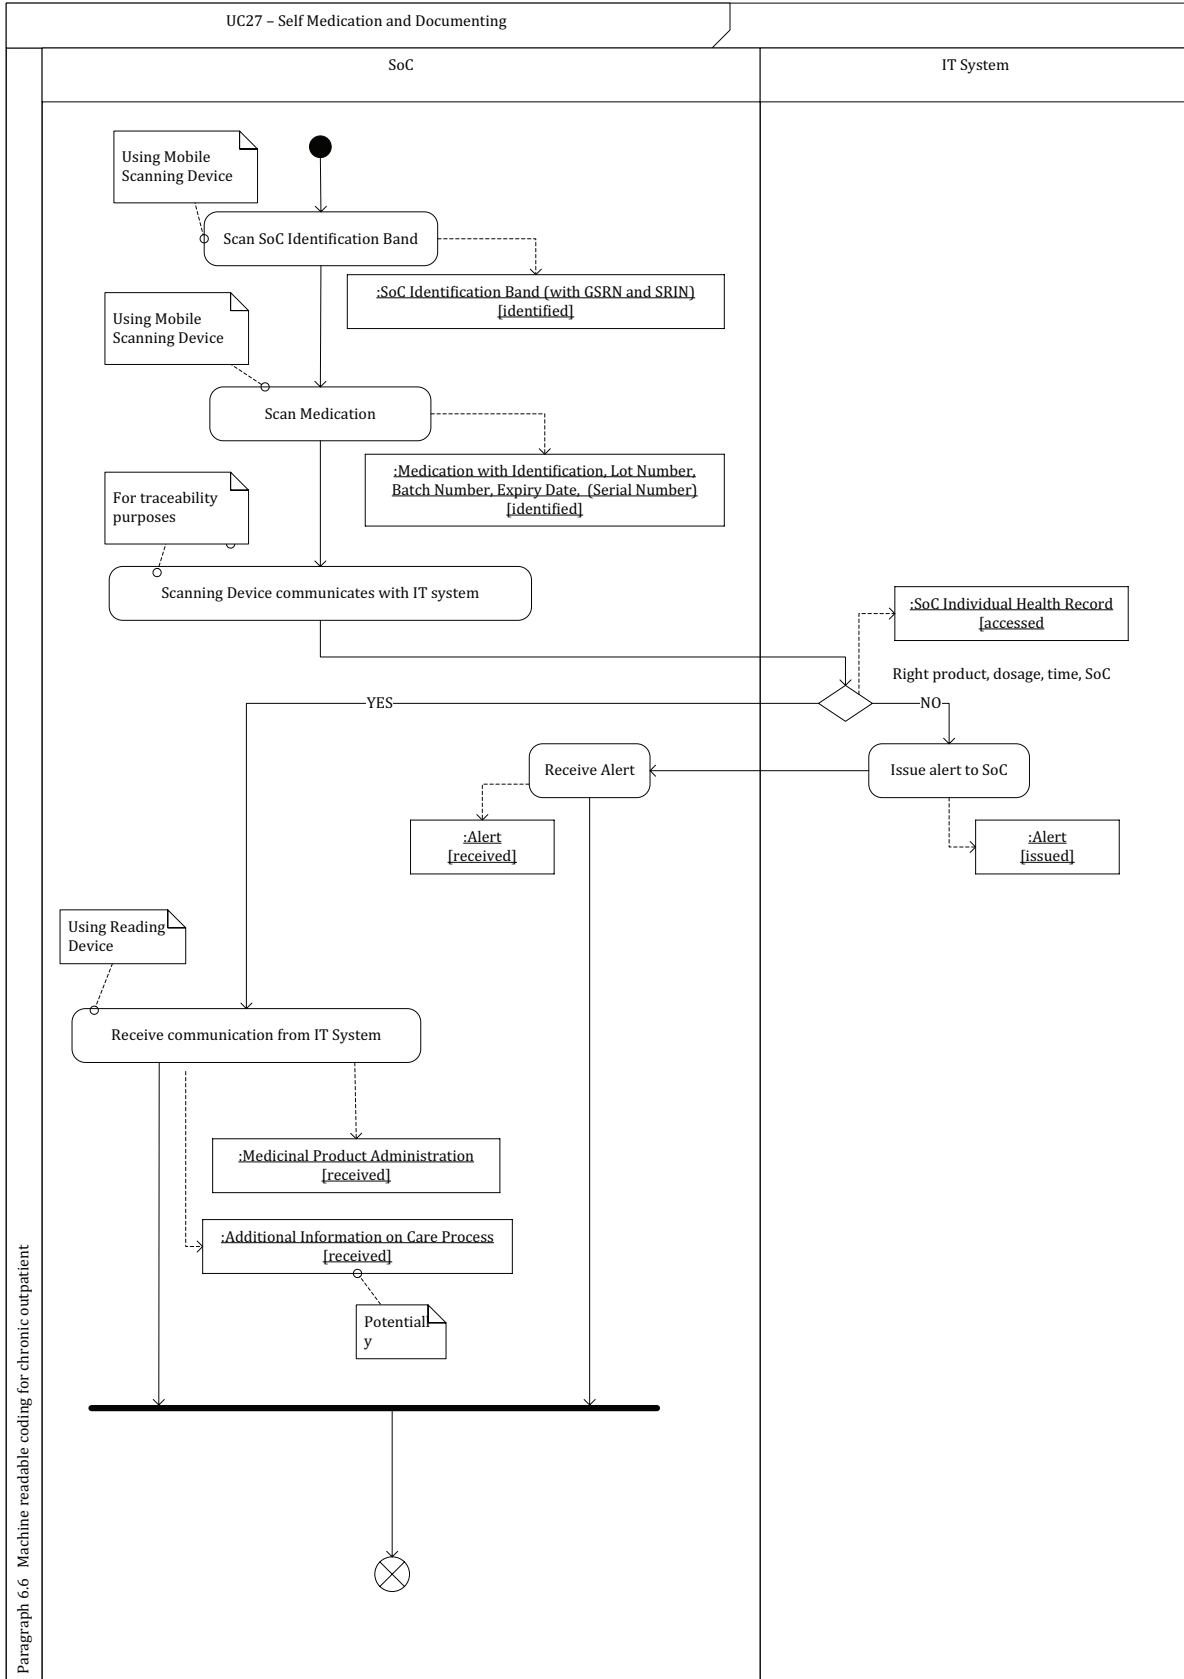 UC27 – Self Medication and Documenting
SoC
IT System
Using Mobile
Scanning Device
Scan SoC Identification Band
:SoC Identification Band (with GSRN and SRIN)
[identified]
Using Mobile
Scanning Device
Scan Medication
:Medication with Identification, Lot Number,
Batch Number, Expiry Date,  (Serial Number)
[identified]
For traceability
purposes
Scanning Device communicates with IT system
:SoC Individual Health Record
[accessed
Right product, dosage, time, SoC
YES
NO
Receive Alert
Issue alert to SoC
:Alert
[received]
:Alert
[issued]
Using Reading
Device
Receive communication from IT System
:Medicinal Product Administration
[received]
:Additional Information on Care Process
[received]
Potentiall
y
Paragraph 6.6  Machine readable coding for chronic outpatient